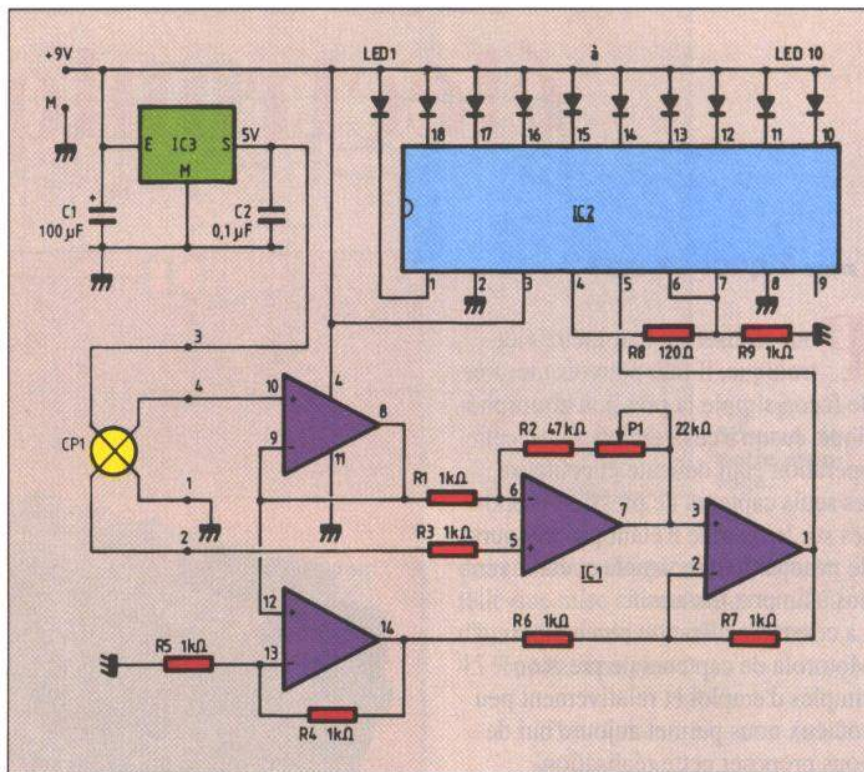 +9V
LED1 à LED 10
M
E IC3 S 5V
M
C1
100 µF
C2
0,1 µF
18 17 16 15 14 13 12 11 10
IC2
1 2 3 4 5 6 7 8 9
R8 120Ω
R9 1kΩ
3
4
CP1
1
2
10
9
4
11
8
R1 1kΩ
R2 47kΩ
P1 22kΩ
R3 1kΩ
6
5
7
IC1
3
2
1
12
13
14
R5 1kΩ
R4 1kΩ
R6 1kΩ
R7 1kΩ